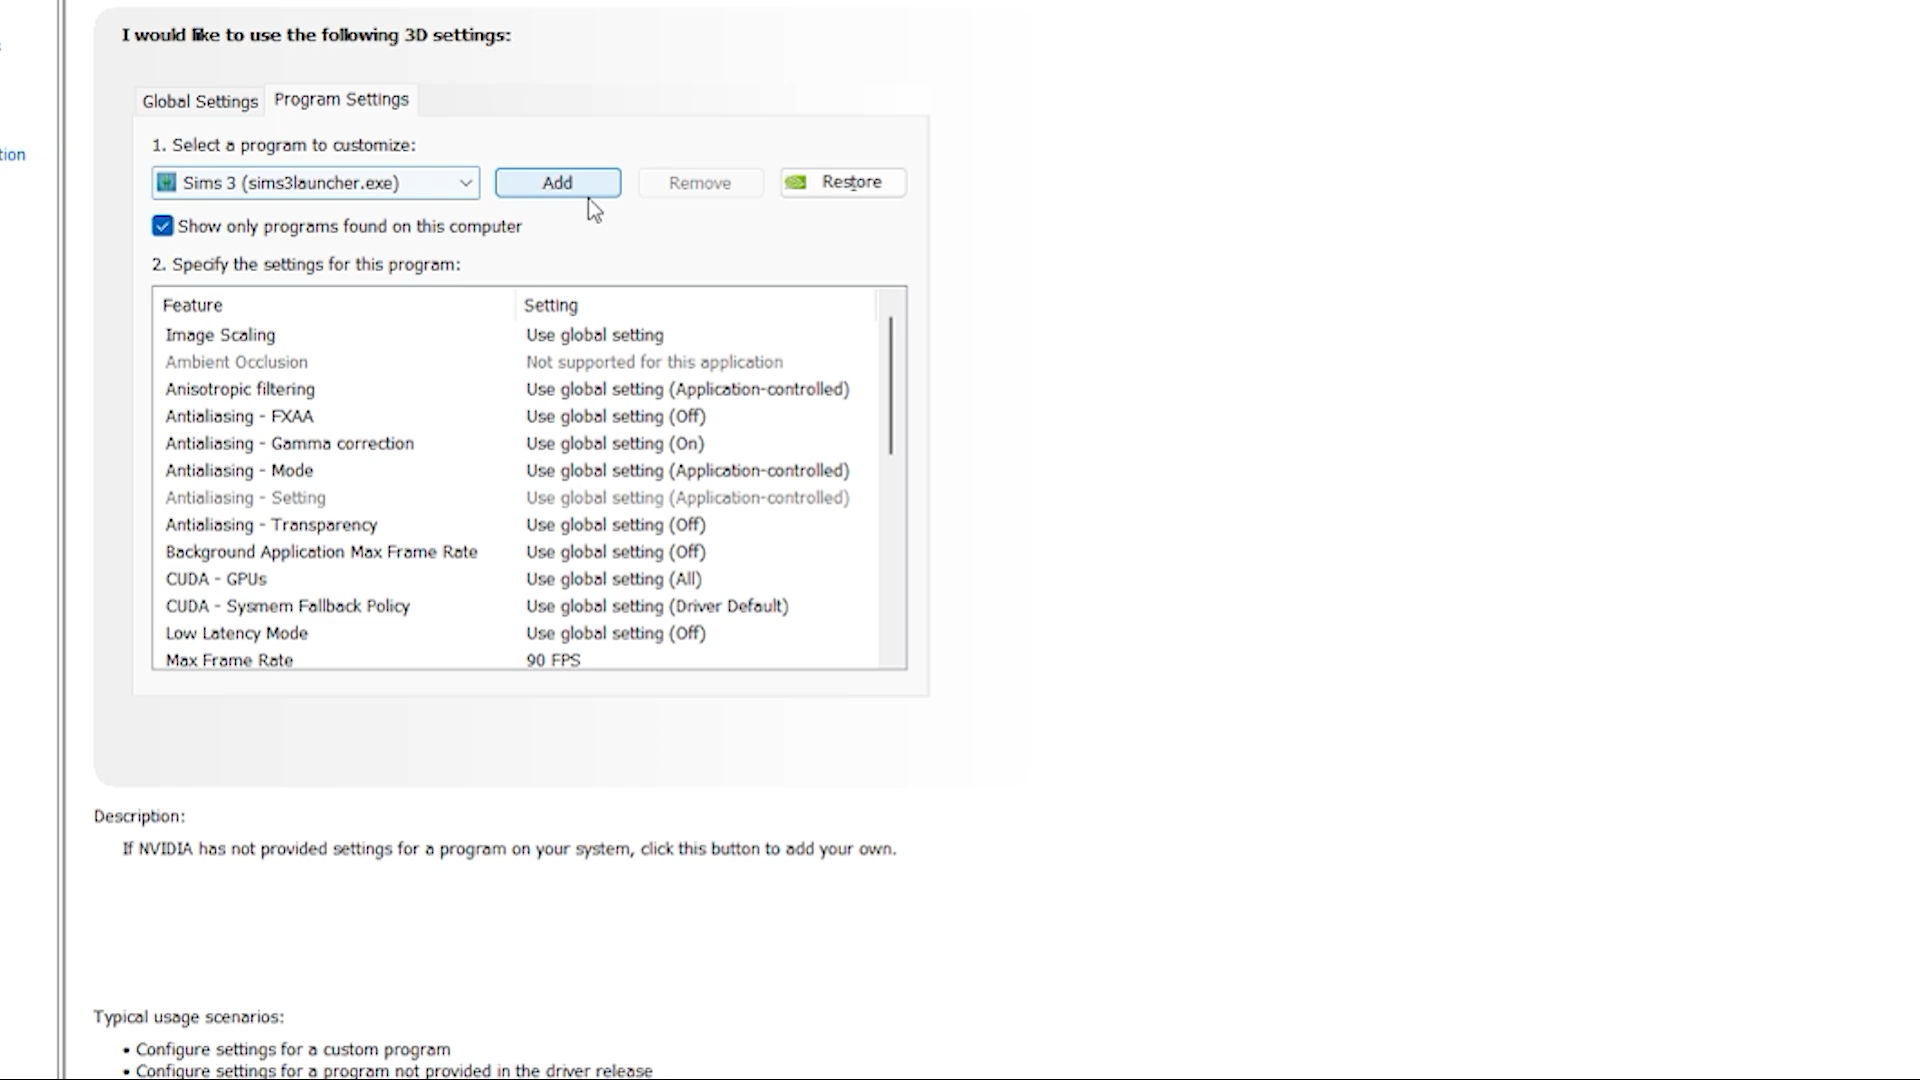 I would like to use the following 3D settings:
Global Settings Program Settings
1. Select a program to customize:
Sims 3 (sims3launcher.exe) Add Remove Restore
Show only programs found on this computer
2. Specify the settings for this program:
Feature Setting
Image Scaling Use global setting
Ambient Occlusion Not supported for this application
Anisotropic filtering Use global setting (Application-controlled)
Antialiasing - FXAA Use global setting (Off)
Antialiasing - Gamma correction Use global setting (On)
Antialiasing - Mode Use global setting (Application-controlled)
Antialiasing - Setting Use global setting (Application-controlled)
Antialiasing - Transparency Use global setting (Off)
tion
Background Application Max Frame Rate Use global setting (Off)
CUDA - GPUs Use global setting (All)
CUDA - Sysmem Fallback Policy Use global setting (Driver Default)
Low Latency Mode Use global setting (Off)
Max Frame Rate 90 FPS
Description:
If NVIDIA has not provided settings for a program on your system, click this button to add your own.
Typical usage scenarios:
• Configure settings for a custom program
• Configure settings for a program not provided in the driver release